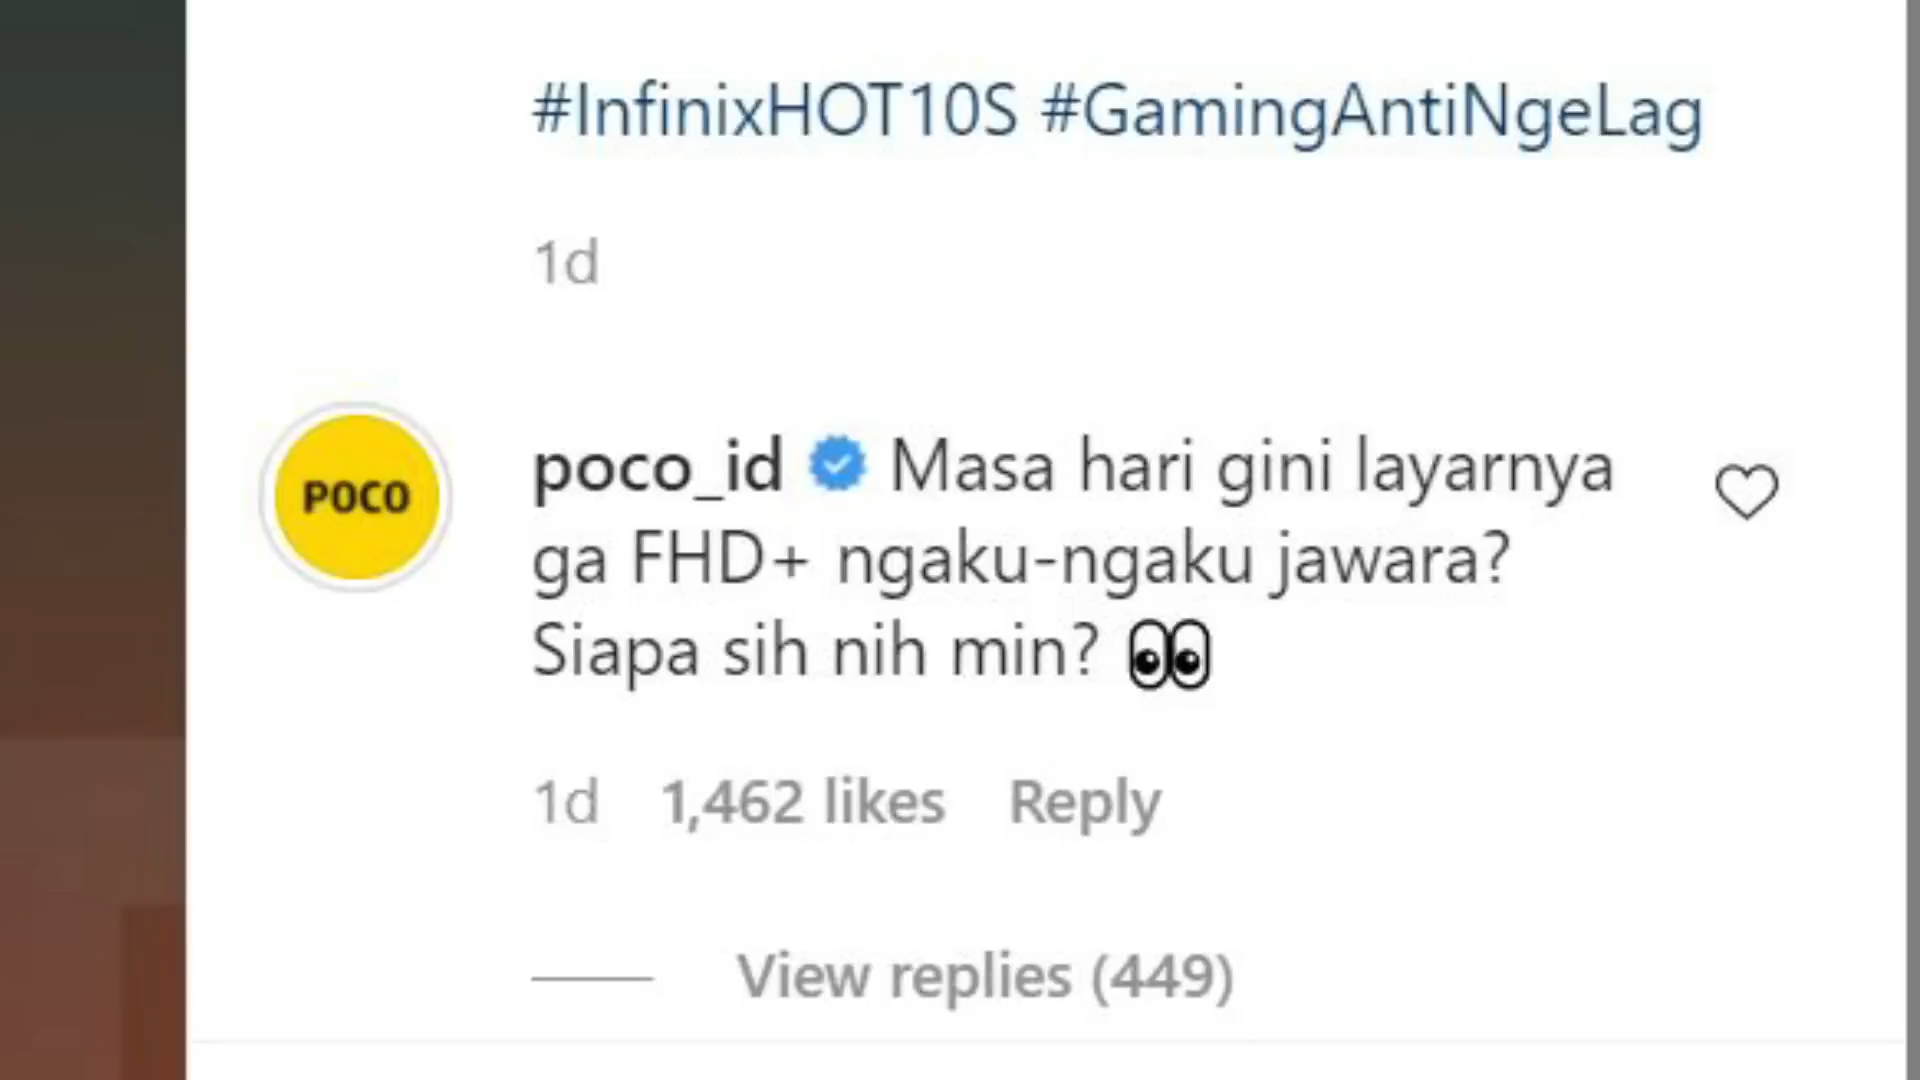 #InfinixHOT10S #GamingAntiNgeLag
1d
POCO
poco_id Masa hari gini layarnya
ga FHD+ ngaku-ngaku jawara?
Siapa sih nih min? 👀
1d 1,462 likes Reply
View replies (449)